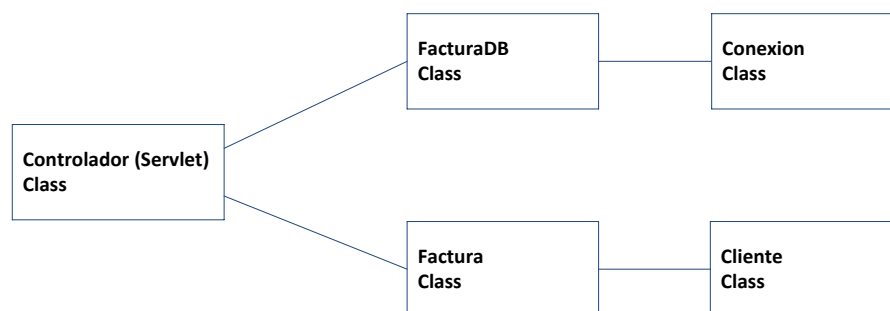 FacturaDB
Class
Conexion
Class
Controlador (Servlet)
Class
Factura
Class
Cliente
Class